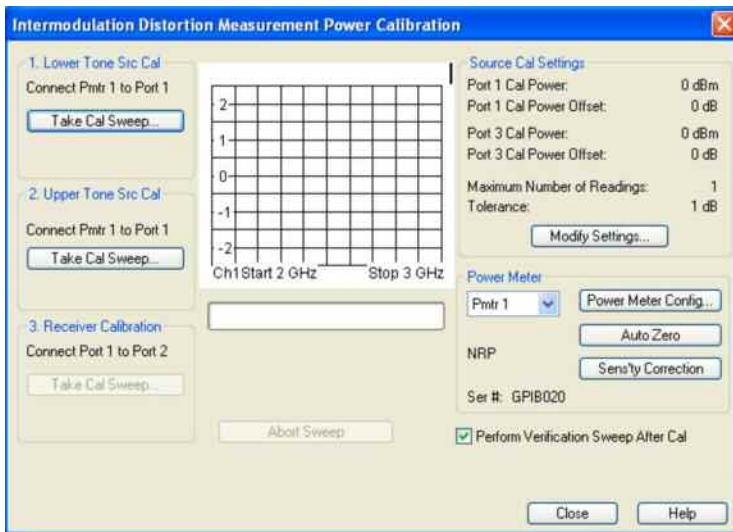 Intermodulation Distortion Measurement Power Calibration
1. Lower Tone Src Cal
Connect Pmtr 1 to Port 1
Take Cal Sweep...
2. Upper Tone Src Cal
Connect Pmtr 1 to Port 1
Take Cal Sweep...
3. Receiver Calibration
Connect Port 1 to Port 2
Take Cal Sweep...
2
1
0
-1
-2
Ch1 Start 2 GHz Stop 3 GHz
Abort Sweep
Source Cal Settings
Port 1 Cal Power: 0 dBm
Port 1 Cal Power Offset: 0 dB
Port 3 Cal Power: 0 dBm
Port 3 Cal Power Offset: 0 dB
Maximum Number of Readings: 1
Tolerance: 1 dB
Modify Settings...
Power Meter
Pmtr 1
Power Meter Config...
Auto Zero
NRP
Sens'ty Correction
Ser #: GPIB020
Perform Verification Sweep After Cal
Close
Help